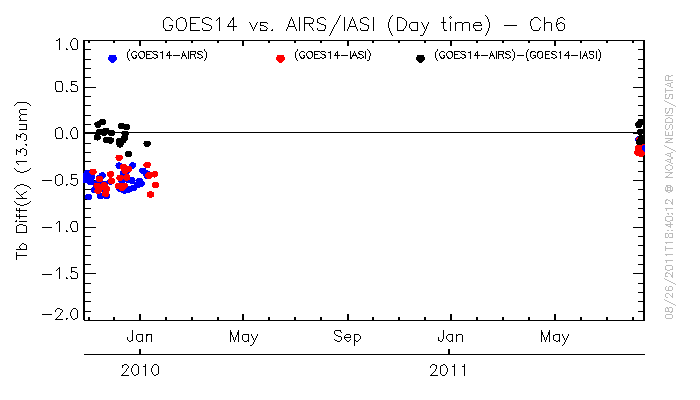 GOES14 vs. AIRS/IASI (Day time) − Ch6
(GOES14−AIRS) (GOES14−IASI) (GOES14−AIRS)−(GOES14−IASI)
Tb Diff(K) (13.3um)
1.0
0.5
0.0
−0.5
−1.0
−1.5
−2.0
Jan May Sep Jan May
2010 2011
08/26/2011T18:40:12 @ NOAA/NESDIS/STAR